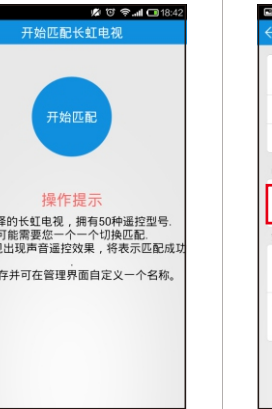 18:42
开始匹配长虹电视
开始匹配
操作提示
择的长虹电视，拥有50种遥控型号.
可能需要您一个一个切换匹配.
出现声音遥控效果，将表示匹配成功
.
存并可在管理界面自定义一个名称。